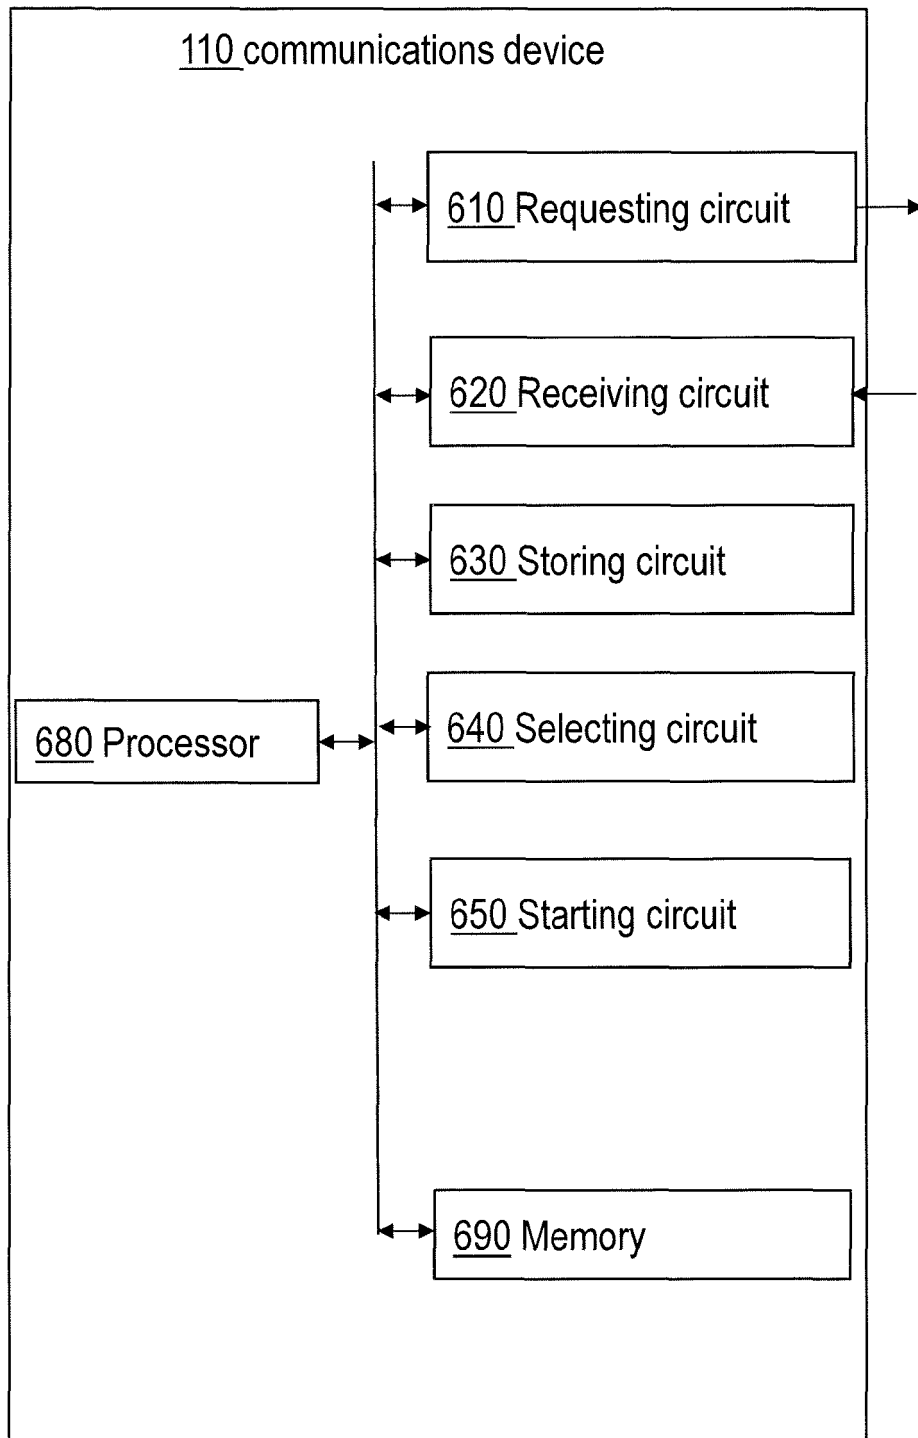 110 communications device
610 Requesting circuit
620 Receiving circuit
630 Storing circuit
640 Selecting circuit
680 Processor
650 Starting circuit
690 Memory